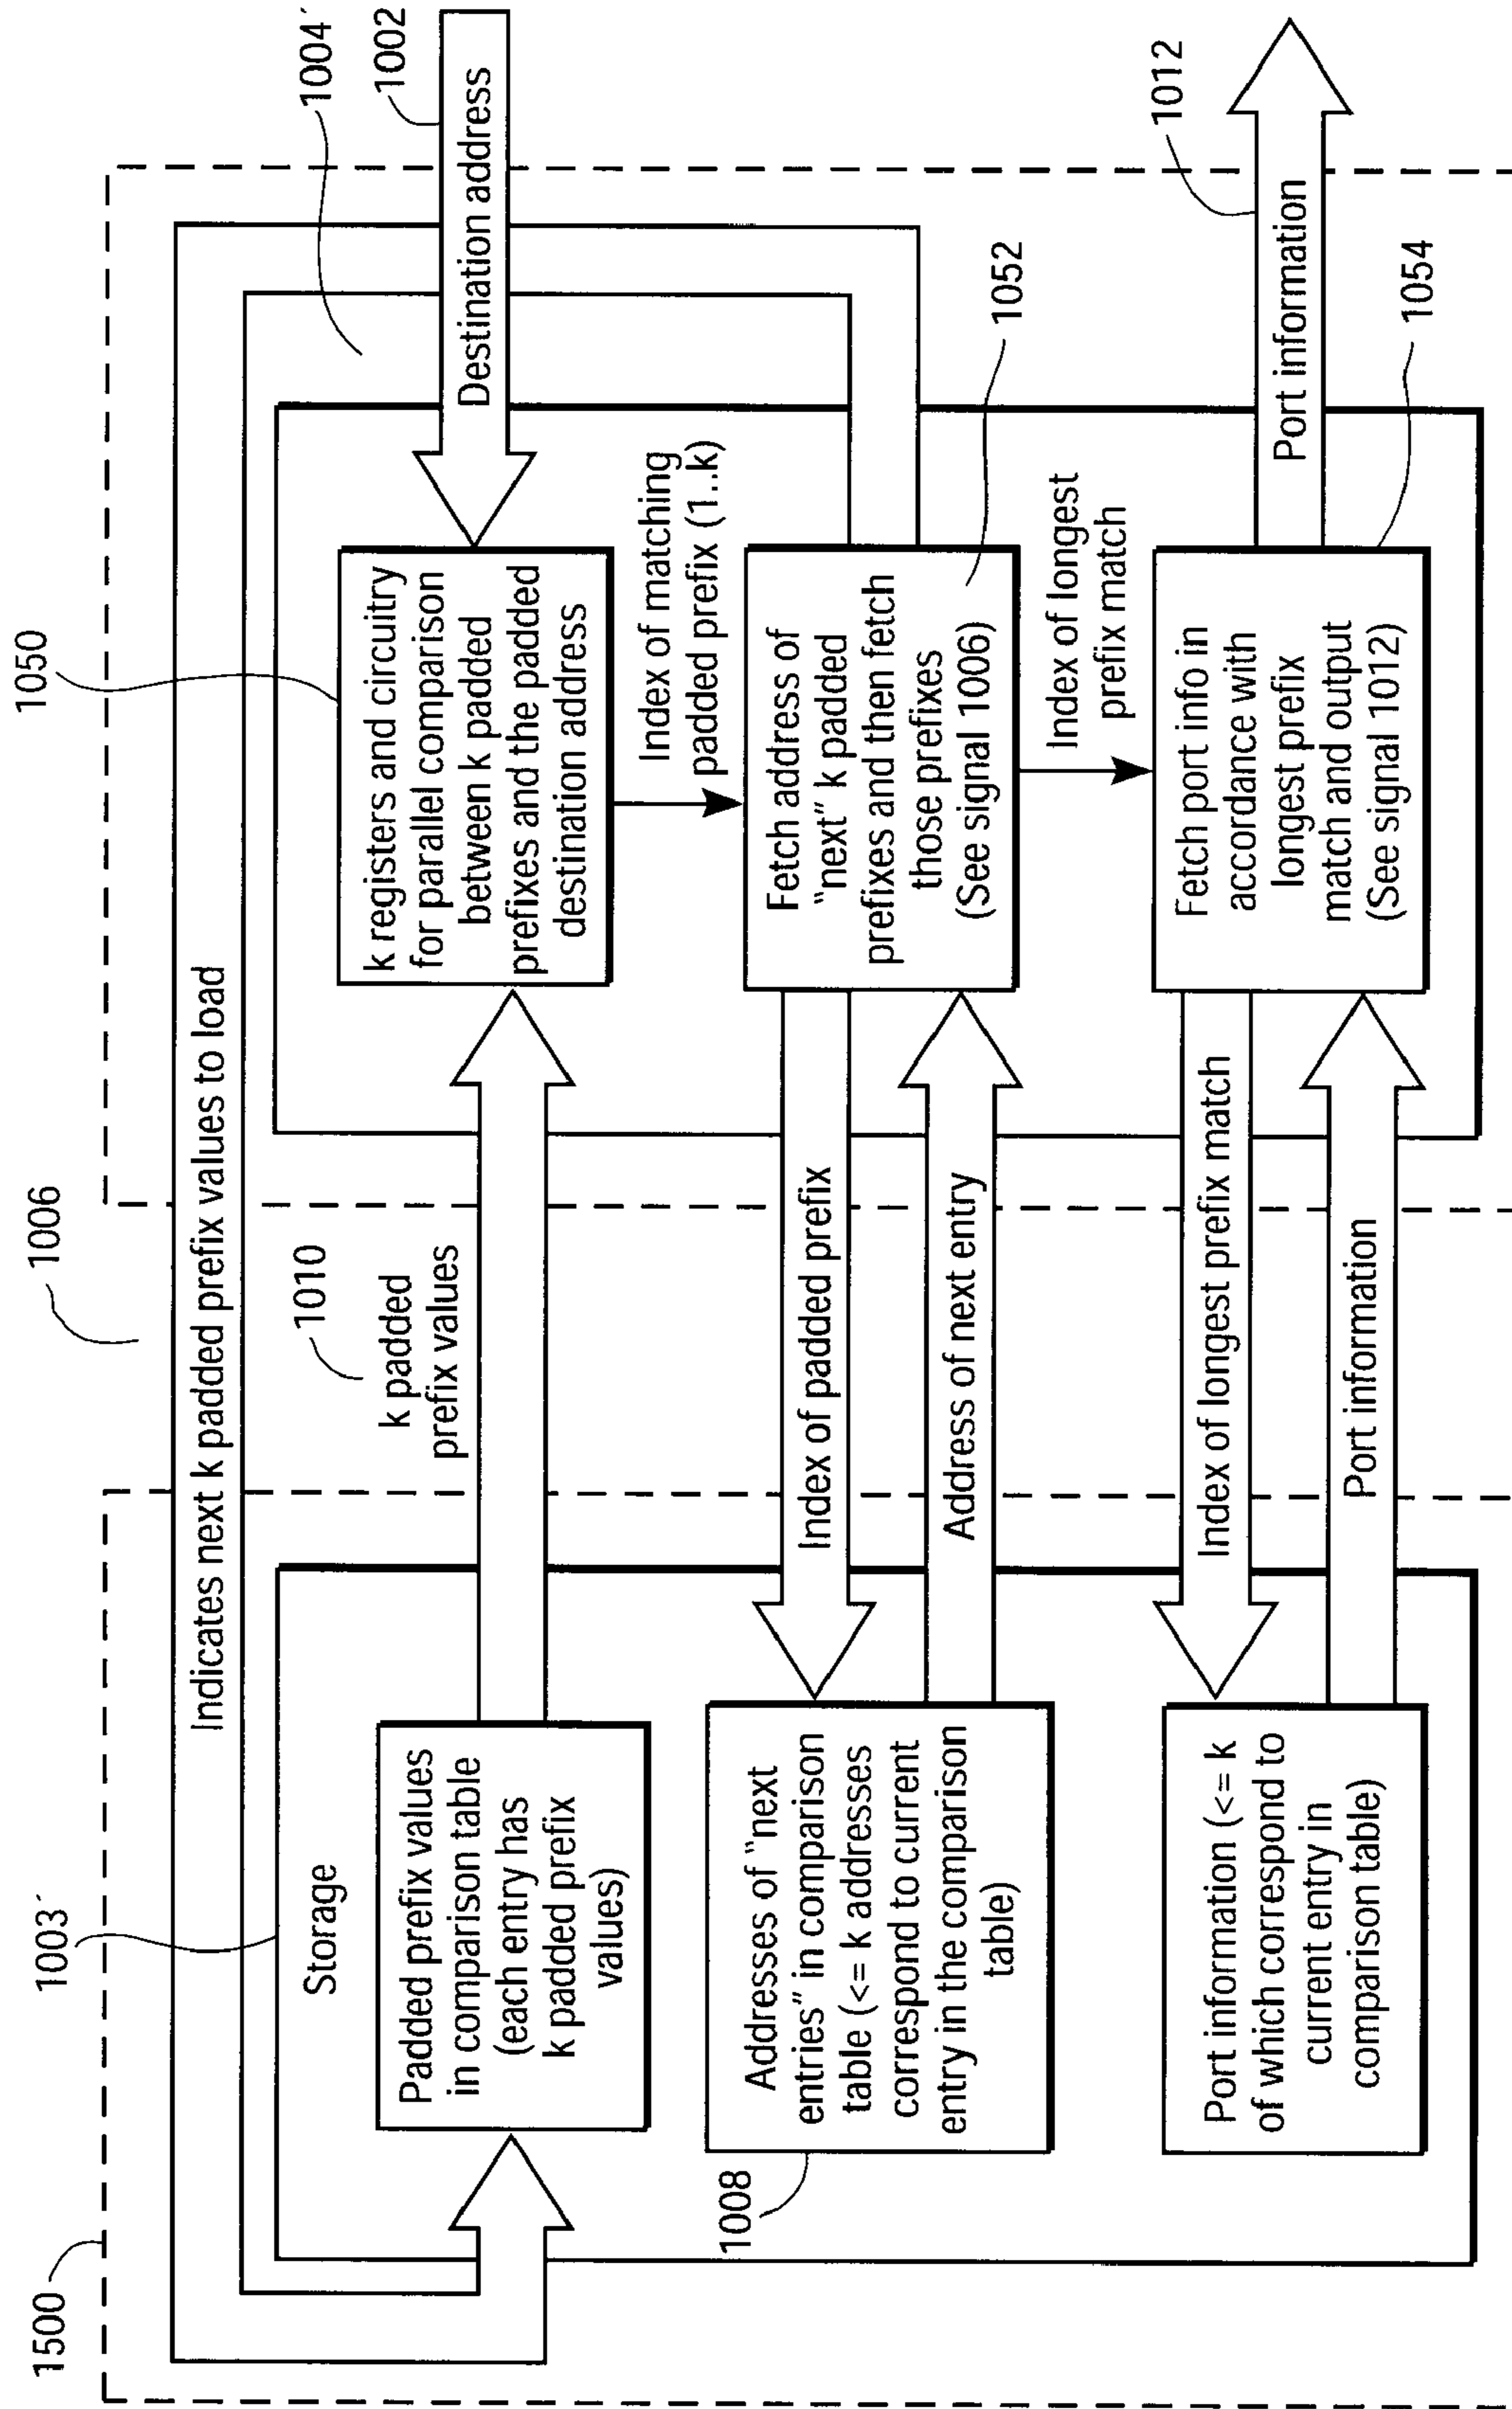 1500
1003´
1006
1050
1004´
1002
Indicates next k padded prefix values to load
Storage
Padded prefix values
in comparison table
(each entry has
k padded prefix
values)
1010
k padded
prefix values
k registers and circuitry
for parallel comparison
between k padded
prefixes and the padded
destination address
Destination address
Index of matching
padded prefix (1..k)
1008
Addresses of "next
entries" in comparison
table (<= k addresses
correspond to current
entry in the comparison
table)
Index of padded prefix
Address of next entry
Fetch address of
"next" k padded
prefixes and then fetch
those prefixes
(See signal 1006)
1052
Index of longest
prefix match
Port information (<= k
of which correspond to
current entry in
comparison table)
Index of longest prefix match
Port information
Fetch port info in
accordance with
longest prefix
match and output
(See signal 1012)
1012
Port information
1054